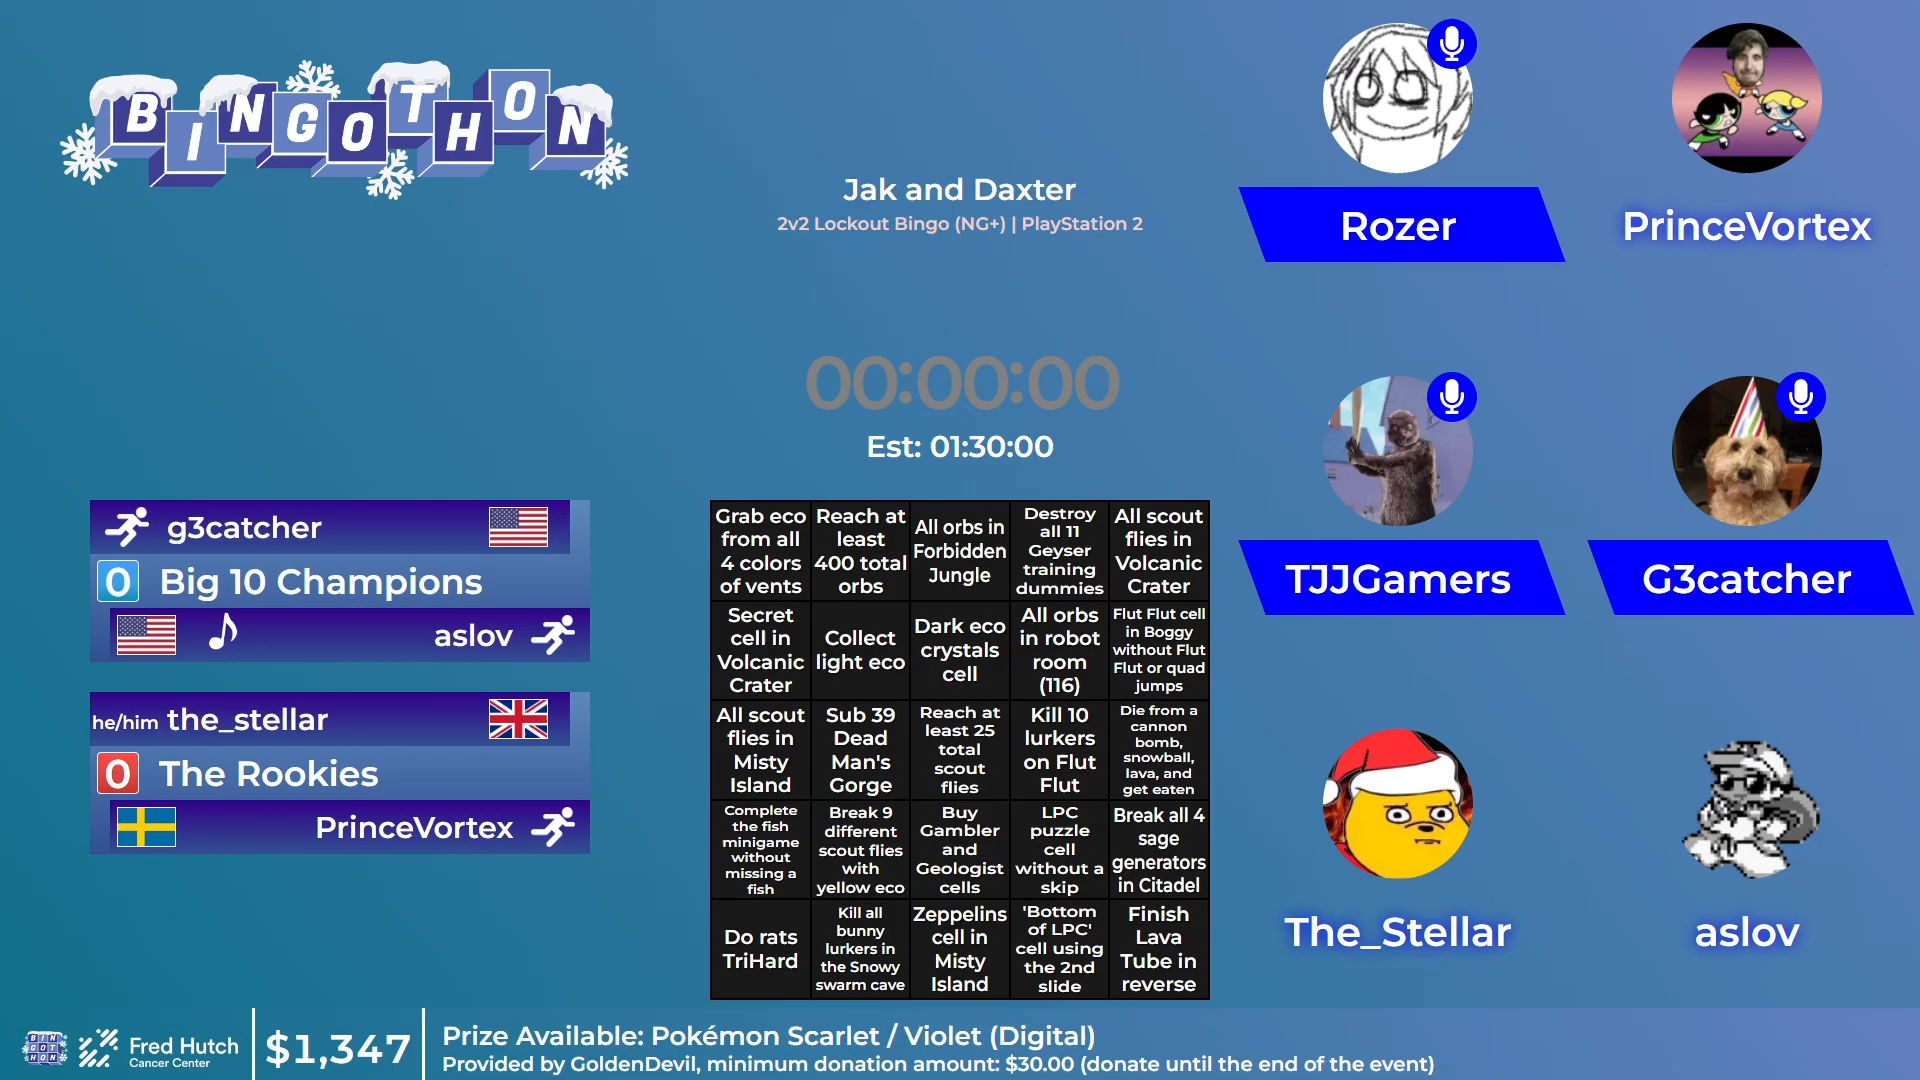 BINGOTHON
Jak and Daxter
2v2 Lockout Bingo (NG+) | PlayStation 2
00:00:00
Est: 01:30:00
Rozer
PrinceVortex
TJJGamers
G3catcher
The_Stellar
aslov
g3catcher
0 Big 10 Champions
aslov
he/him the_stellar
0 The Rookies
PrinceVortex
Grab eco
from all
4 colors
of vents
Reach at
least
400 total
orbs
All orbs in
Forbidden
Jungle
Destroy
all 11
Geyser
training
dummies
All scout
flies in
Volcanic
Crater
Secret
cell in
Volcanic
Crater
Collect
light eco
Dark eco
crystals
cell
All orbs
in robot
room
(116)
Flut Flut cell
in Boggy
without Flut
Flut or quad
jumps
All scout
flies in
Misty
Island
Sub 39
Dead
Man's
Gorge
Reach at
least 25
total
scout
flies
Kill 10
lurkers
on Flut
Flut
Die from a
cannon
bomb,
snowball,
lava, and
get eaten
Complete
the fish
minigame
without
missing a
fish
Break 9
different
scout flies
with
yellow eco
Buy
Gambler
and
Geologist
cells
LPC
puzzle
cell
without a
skip
Break all 4
sage
generators
in Citadel
Do rats
TriHard
Kill all
bunny
lurkers in
the Snowy
swarm cave
Zeppelins
cell in
Misty
Island
'Bottom
of LPC'
cell using
the 2nd
slide
Finish
Lava
Tube in
reverse
BINGOTHON
Fred Hutch
Cancer Center
$1,347
Prize Available: Pokémon Scarlet / Violet (Digital)
Provided by GoldenDevil, minimum donation amount: $30.00 (donate until the end of the event)